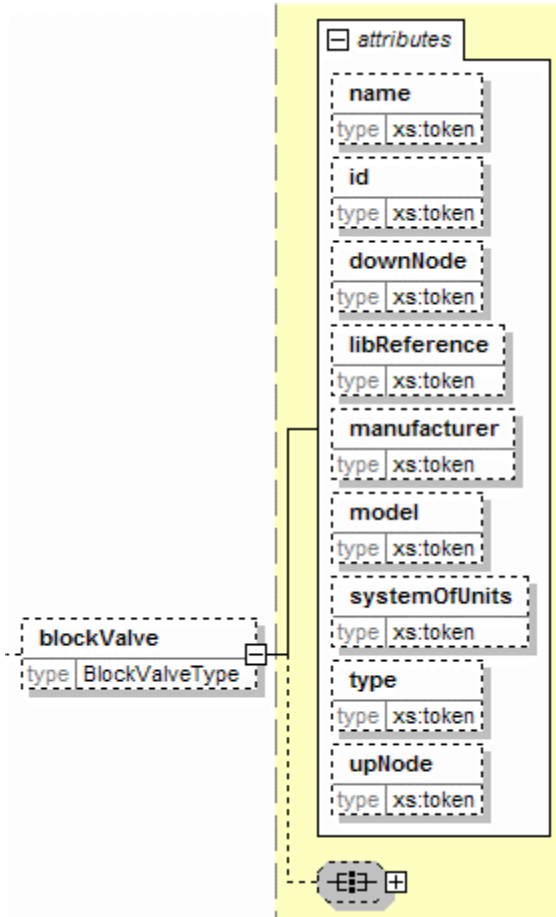 attributes
name
type xs:token
id
type xs:token
downNode
type xs:token
libReference
type xs:token
manufacturer
type xs:token
model
type xs:token
systemOfUnits
type xs:token
blockValve
type BlockValveType
type
type xs:token
upNode
type xs:token